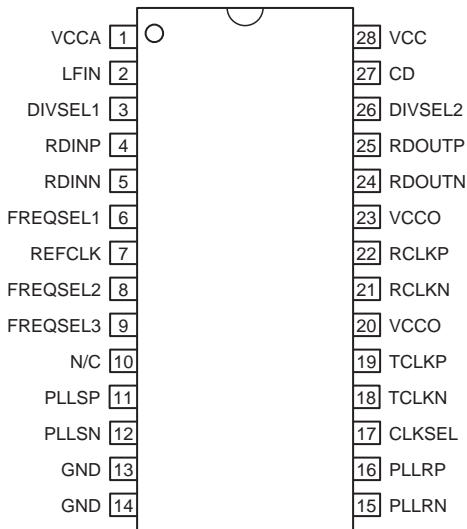 VCCA 1 28 VCC
LFIN 2 27 CD
DIVSEL1 3 26 DIVSEL2
RDINP 4 25 RDOUTP
RDINN 5 24 RDOUTN
FREQSEL1 6 23 VCCO
REFCLK 7 22 RCLKP
FREQSEL2 8 21 RCLKN
FREQSEL3 9 20 VCCO
N/C 10 19 TCLKP
PLLSP 11 18 TCLKN
PLLSN 12 17 CLKSEL
GND 13 16 PLLRP
GND 14 15 PLLRN